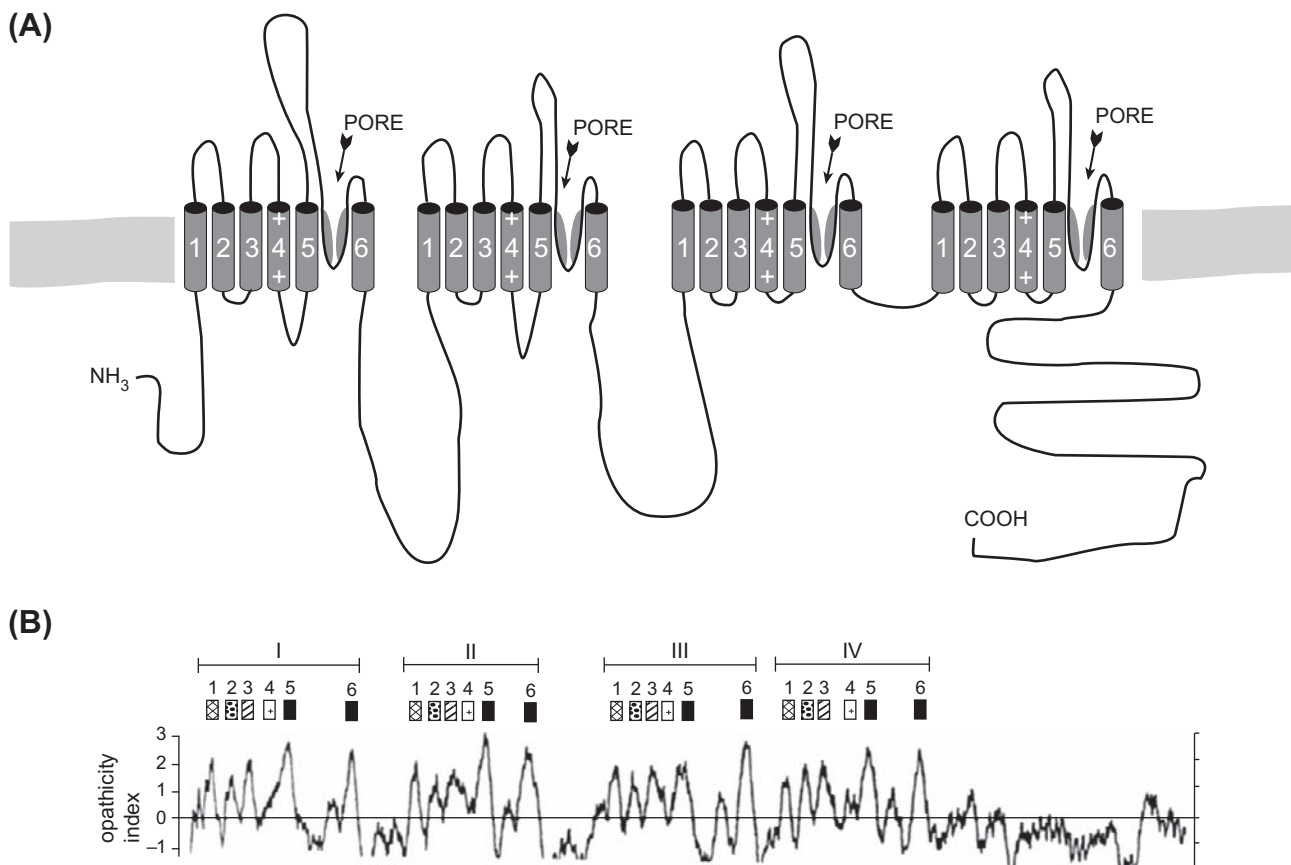 (A)
PORE PORE PORE PORE
1 2 3 +4+ 5 6 1 2 3 +4+ 5 6 1 2 3 +4+ 5 6 1 2 3 +4+ 5 6
NH3
COOH
(B)
I II III IV
1 2 3 4 5 6 1 2 3 4 5 6 1 2 3 4 5 6 1 2 3 4 5 6
+ + + +
3
2
1
0
−1
opathicity
index